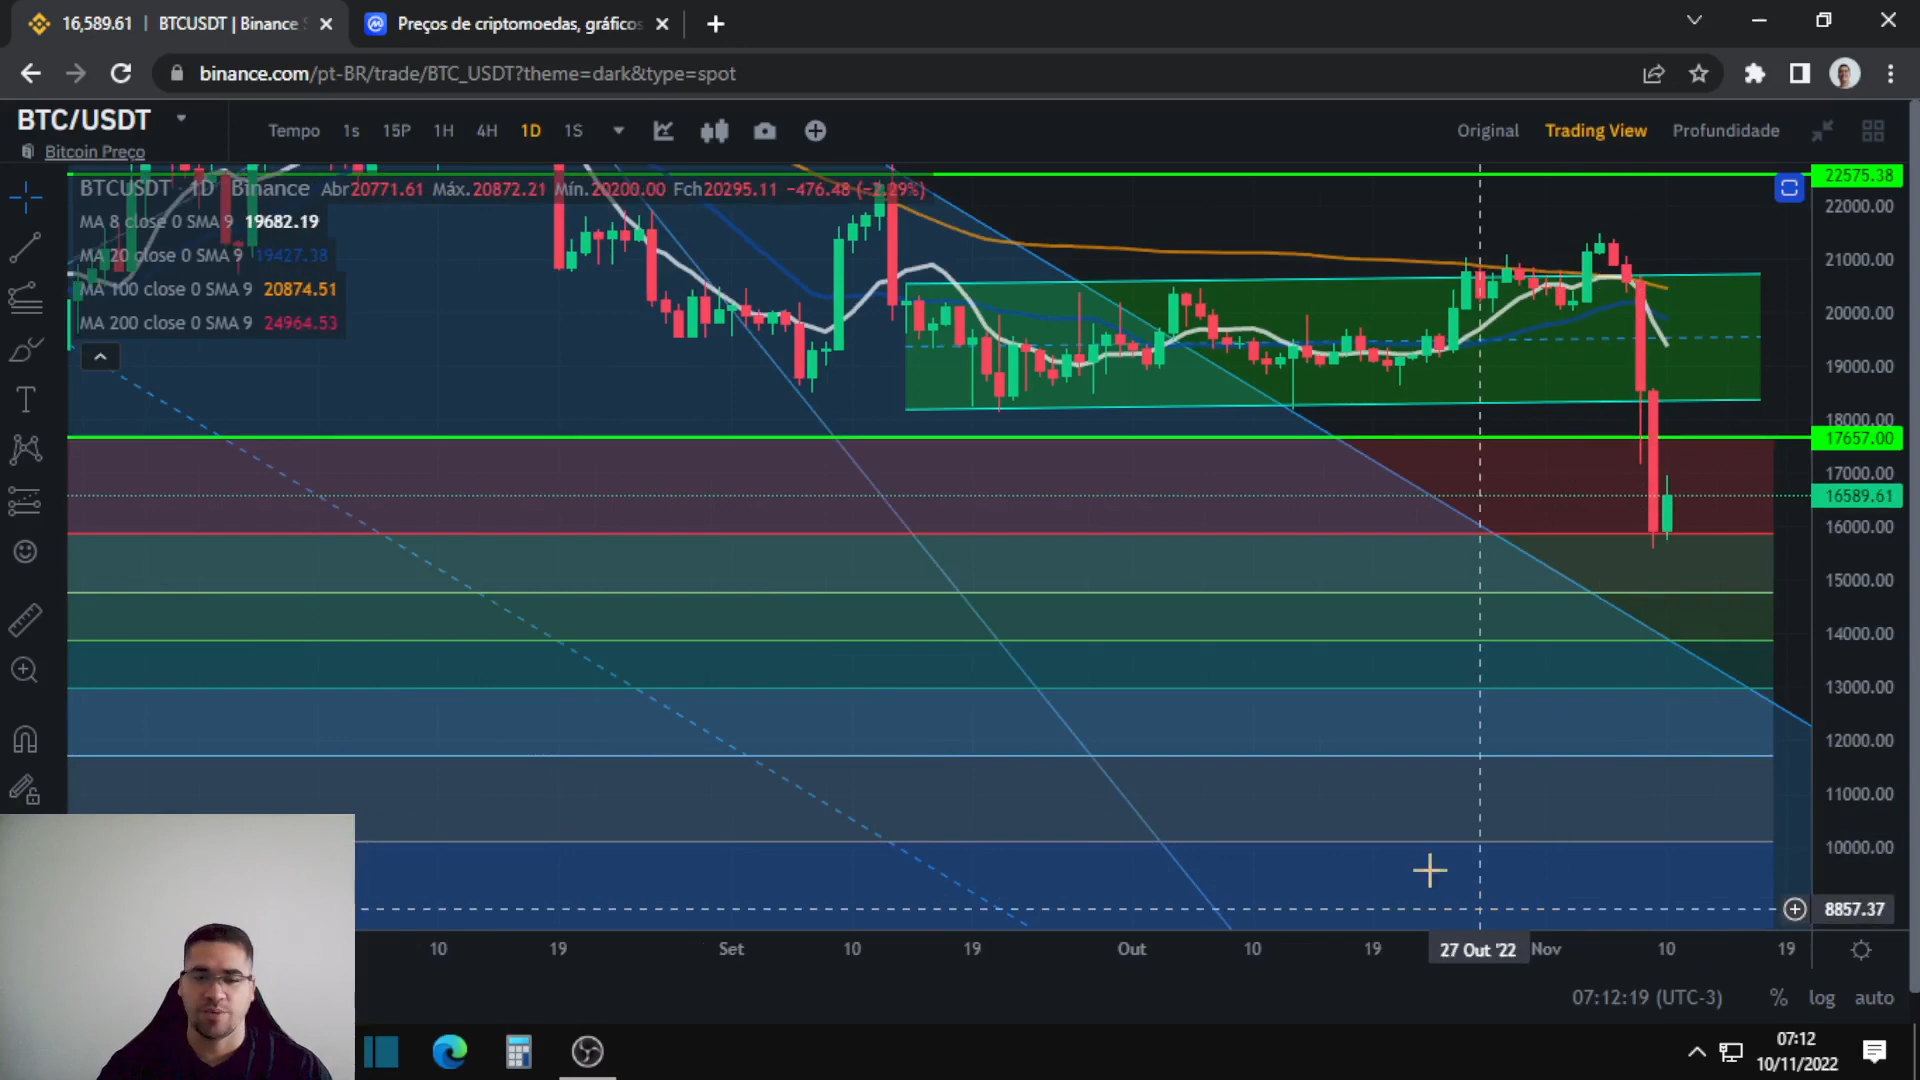 16,589.61 | BTCUSDT | Binance S
Preços de criptomoedas, gráficos
binance.com/pt-BR/trade/BTC_USDT?theme=dark&type=spot
BTC/USDT
Bitcoin Preço
Tempo 1s 15P 1H 4H 1D 1S
Original Trading View Profundidade
BTCUSDT · 1D · Binance Abr20771.61 Máx.20872.21 Mín.20200.00 Fch20295.11 −476.48 (−2.29%)
MA 8 close 0 SMA 9 19682.19
MA 20 close 0 SMA 9 19427.38
MA 100 close 0 SMA 9 20874.51
MA 200 close 0 SMA 9 24964.53
22575.38
22000.00
21000.00
20000.00
19000.00
18000.00
17657.00
17000.00
16589.61
16000.00
15000.00
14000.00
13000.00
12000.00
11000.00
10000.00
8857.37
10 19 Set 10 19 Out 10 19 27 Out '22 Nov 10 19
07:12:19 (UTC-3) % log auto
07:12
10/11/2022